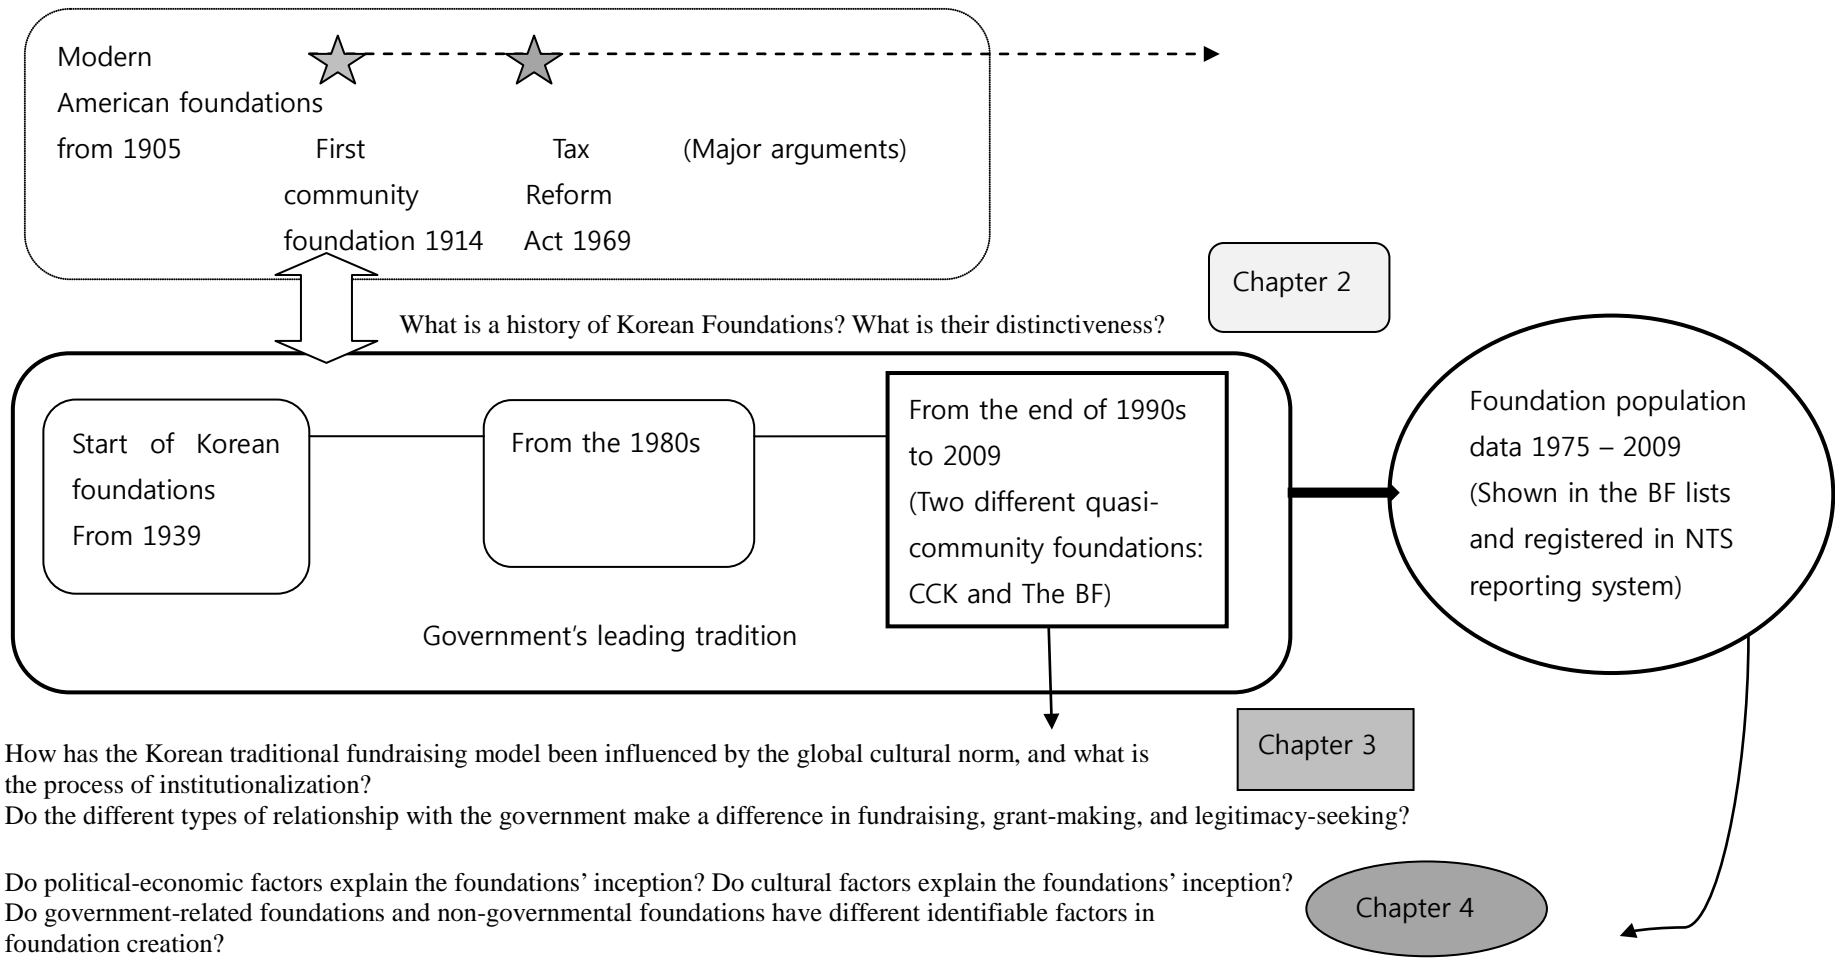 Modern
American foundations
from 1905
First
community
foundation 1914
Tax
Reform
Act 1969
(Major arguments)
Chapter 2
What is a history of Korean Foundations? What is their distinctiveness?
Start of Korean
foundations
From 1939
From the 1980s
From the end of 1990s
to 2009
(Two different quasi-
community foundations:
CCK and The BF)
Government’s leading tradition
Foundation population
data 1975 – 2009
(Shown in the BF lists
and registered in NTS
reporting system)
Chapter 3
How has the Korean traditional fundraising model been influenced by the global cultural norm, and what is
the process of institutionalization?
Do the different types of relationship with the government make a difference in fundraising, grant-making, and legitimacy-seeking?
Do political-economic factors explain the foundations’ inception? Do cultural factors explain the foundations’ inception?
Do government-related foundations and non-governmental foundations have different identifiable factors in
foundation creation?
Chapter 4